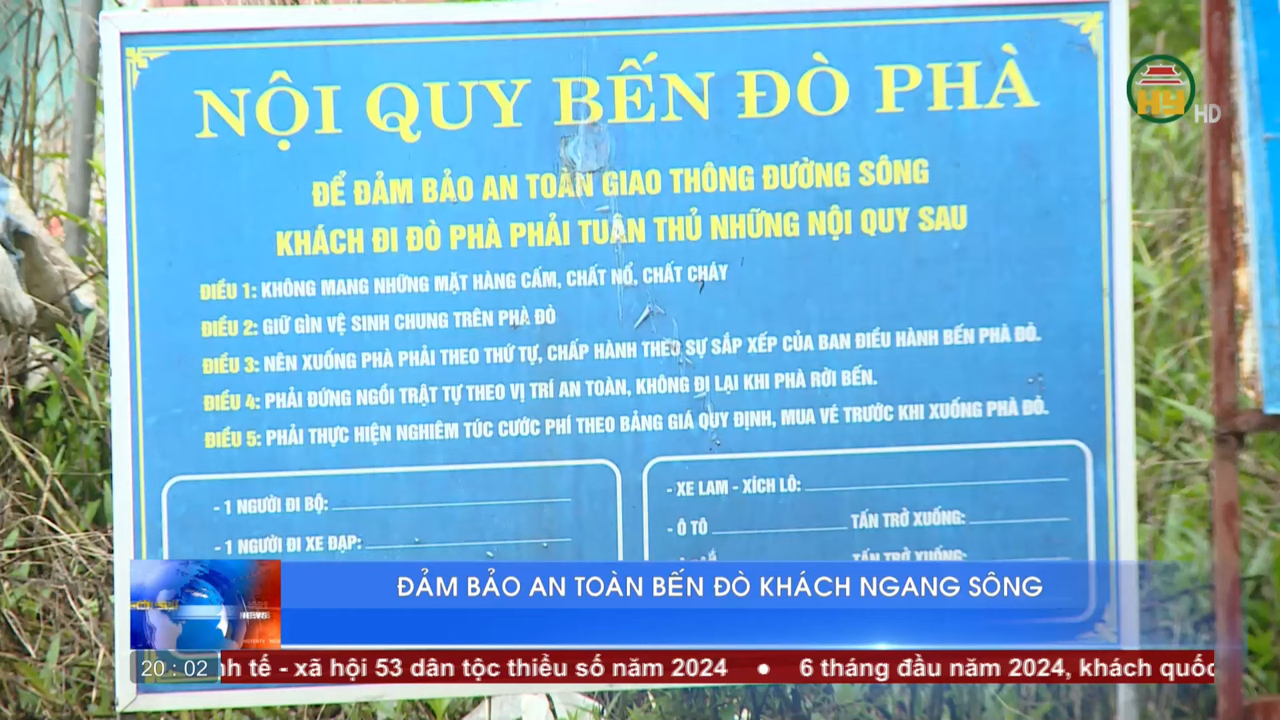 NỘI QUY BẾN ĐÒ PHÀ
HY HD
ĐỂ ĐẢM BẢO AN TOÀN GIAO THÔNG ĐƯỜNG SÔNG
KHÁCH ĐI ĐÒ PHÀ PHẢI TUÂN THỦ NHỮNG NỘI QUY SAU
ĐIỀU 1: KHÔNG MANG NHỮNG MẶT HÀNG CẤM, CHẤT NỔ, CHẤT CHÁY
ĐIỀU 2: GIỮ GÌN VỆ SINH CHUNG TRÊN PHÀ ĐÒ
ĐIỀU 3: NÊN XUỐNG PHÀ PHẢI THEO THỨ TỰ, CHẤP HÀNH THEO SỰ SẮP XẾP CỦA BAN ĐIỀU HÀNH BẾN PHÀ ĐÒ.
ĐIỀU 4: PHẢI ĐỨNG NGỒI TRẬT TỰ THEO VỊ TRÍ AN TOÀN, KHÔNG ĐI LẠI KHI PHÀ RỜI BẾN.
ĐIỀU 5: PHẢI THỰC HIỆN NGHIÊM TÚC CƯỚC PHÍ THEO BẢNG GIÁ QUY ĐỊNH, MUA VÉ TRƯỚC KHI XUỐNG PHÀ ĐÒ.
- 1 NGƯỜI ĐI BỘ:
- 1 NGƯỜI ĐI XE ĐẠP:
- XE LAM - XÍCH LÔ:
- Ô TÔ TẤN TRỞ XUỐNG:
TẤN TRỞ XUỐNG:
ĐẢM BẢO AN TOÀN BẾN ĐÒ KHÁCH NGANG SÔNG
20 : 02 nh tế - xã hội 53 dân tộc thiểu số năm 2024 • 6 tháng đầu năm 2024, khách quốc